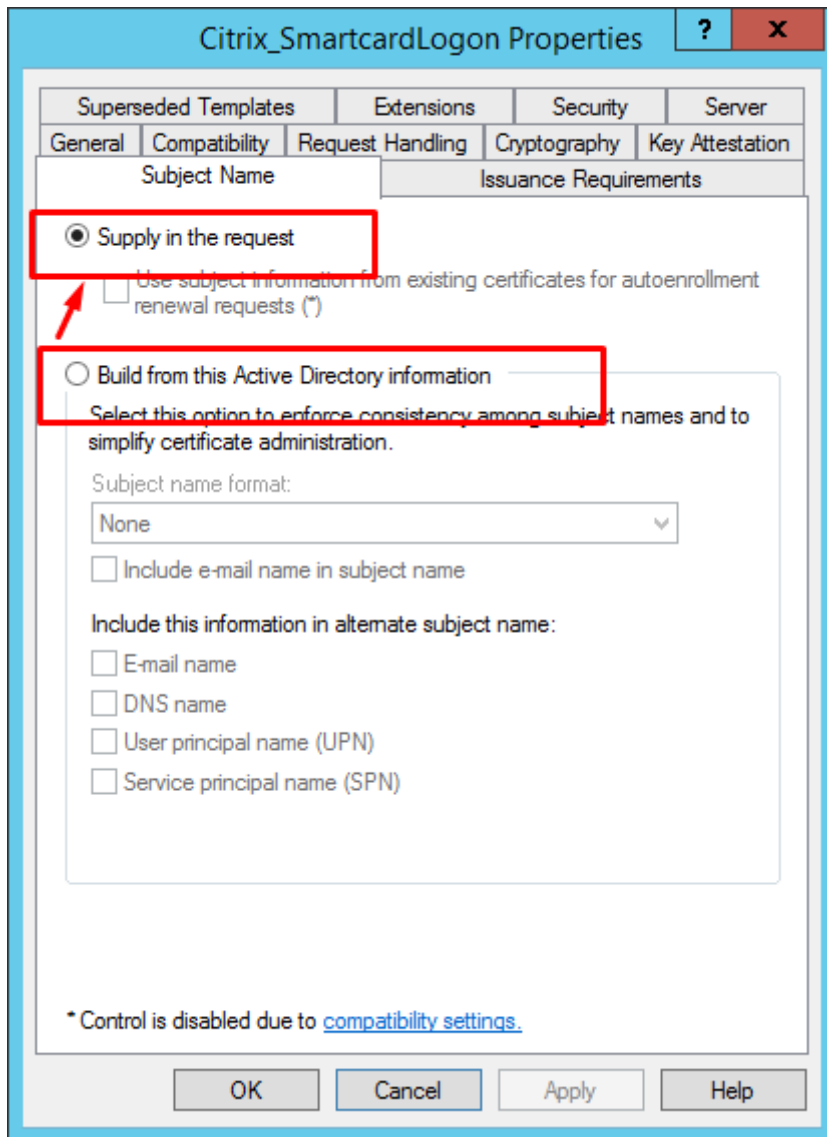 Citrix_SmartcardLogon Properties
?
x
Superseded Templates
Extensions
Security
Server
General
Compatibility
Request Handling
Cryptography
Key Attestation
Subject Name
Issuance Requirements
Supply in the request
Use subject information from existing certificates for autoenrollment
renewal requests (*)
Build from this Active Directory information
Select this option to enforce consistency among subject names and to
simplify certificate administration.
Subject name format:
None
Include e-mail name in subject name
Include this information in alternate subject name:
E-mail name
DNS name
User principal name (UPN)
Service principal name (SPN)
* Control is disabled due to compatibility settings.
OK
Cancel
Apply
Help